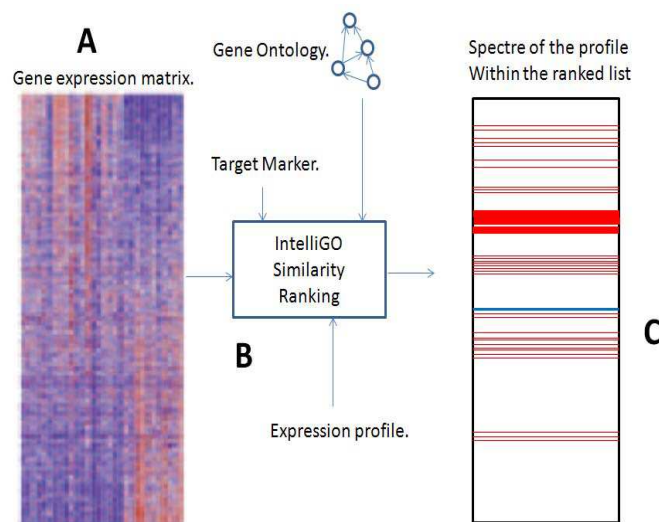 A
Gene expression matrix.
Gene Ontology.
Target Marker.
IntelliGO
Similarity
Ranking
B
Expression profile.
Spectre of the profile
Within the ranked list
C